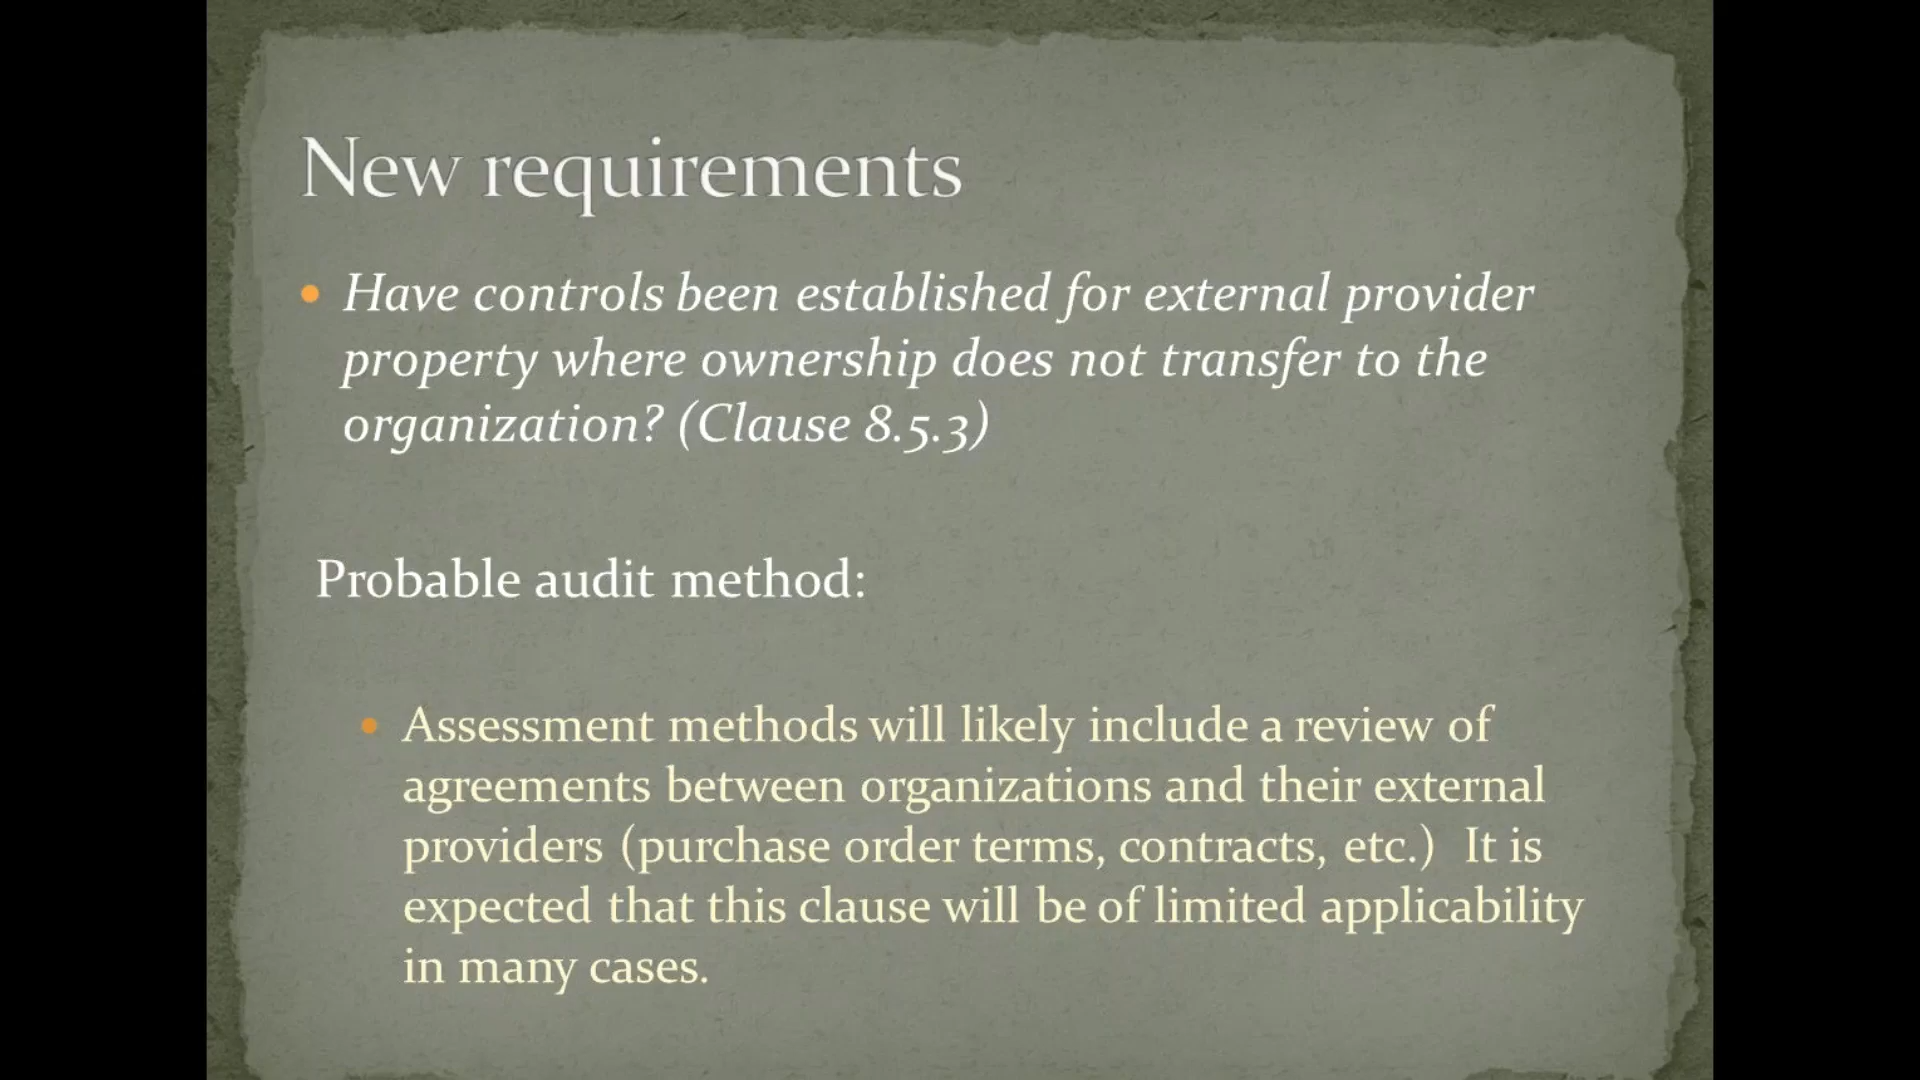 New requirements
• Have controls been established for external provider
property where ownership does not transfer to the
organization? (Clause 8.5.3)
Probable audit method:
• Assessment methods will likely include a review of
agreements between organizations and their external
providers (purchase order terms, contracts, etc.)  It is
expected that this clause will be of limited applicability
in many cases.